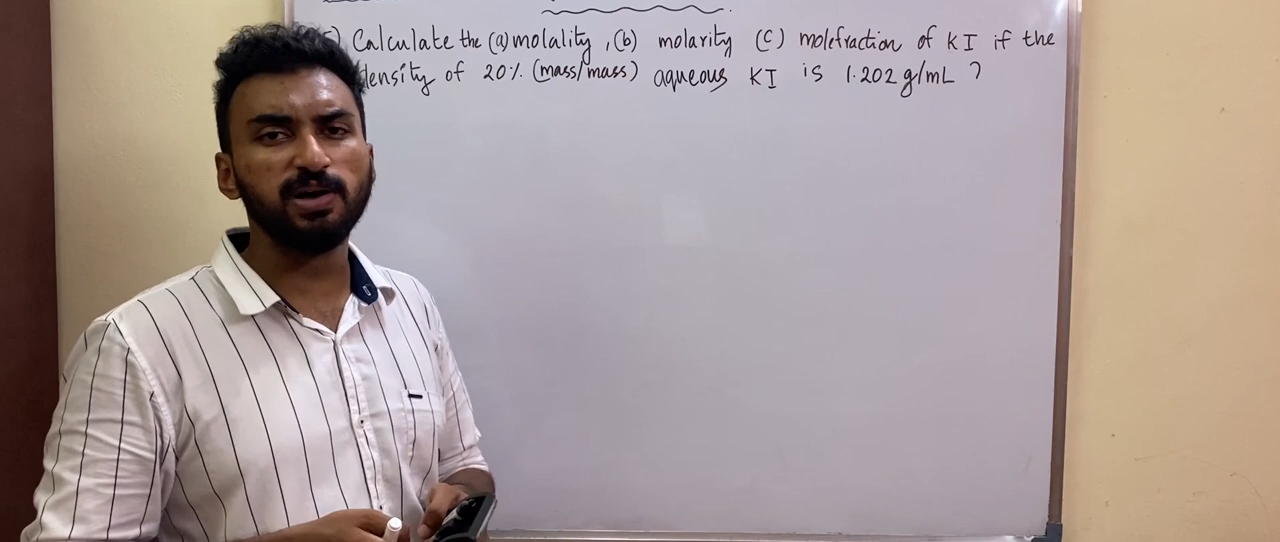 Calculate the (a) molality, (b) molarity (c) molefraction of KI if the
density of 20% (mass/mass) aqueous KI is 1.202 g/mL ?